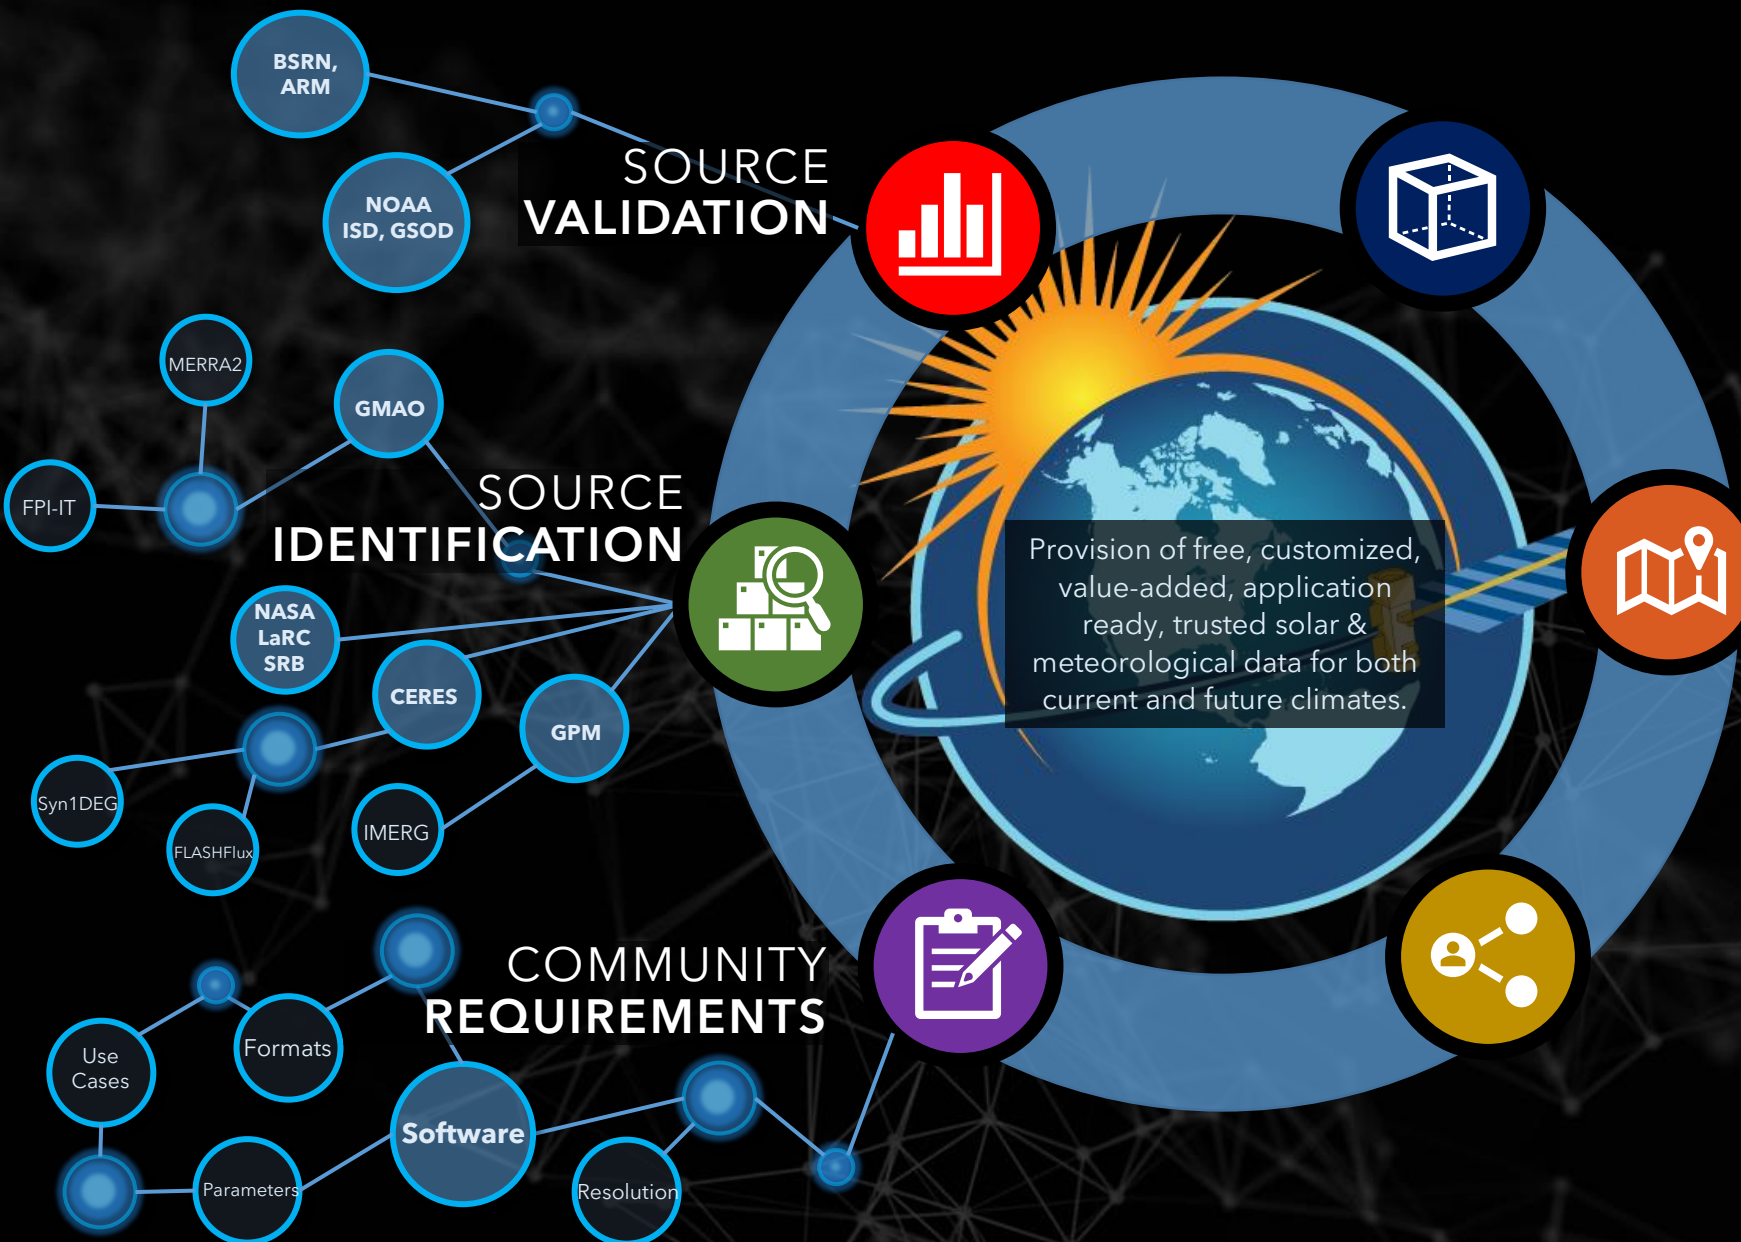 BSRN,
ARM
NOAA
ISD, GSOD
SOURCE
VALIDATION
MERRA2
GMAO
FPI-IT
SOURCE
IDENTIFICATION
NASA
LaRC
SRB
CERES
GPM
Syn1DEG
FLASHFlux
IMERG
Provision of free, customized,
value-added, application
ready, trusted solar &
meteorological data for both
current and future climates.
COMMUNITY
REQUIREMENTS
Use
Cases
Formats
Software
Parameters
Resolution